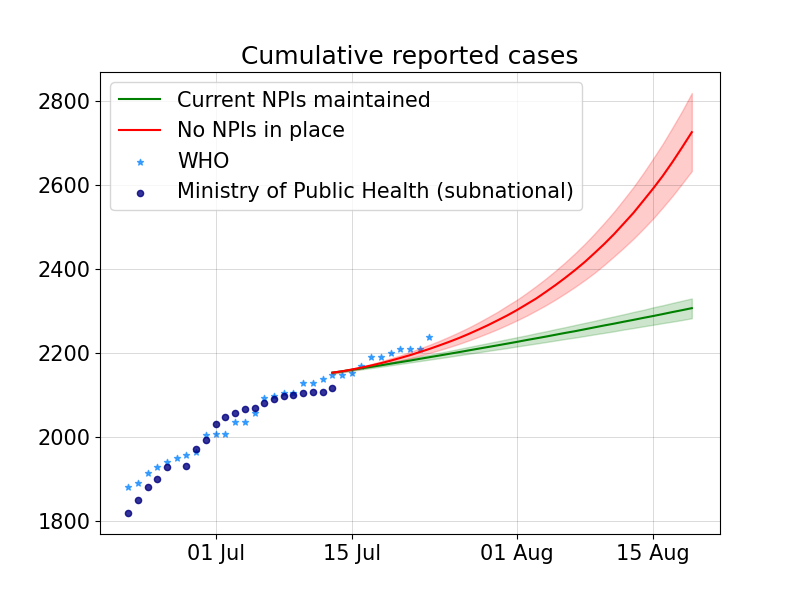 Cumulative reported cases
Current NPIs maintained
No NPIs in place
WHO
Ministry of Public Health (subnational)
2800
2600
2400
2200
2000
1800
01 Jul
15 Jul
01 Aug
15 Aug